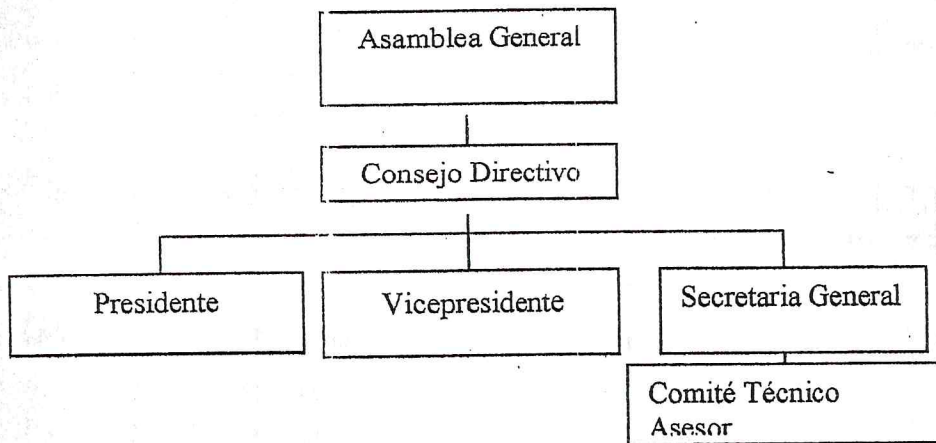 Asamblea General
Consejo Directivo
Presidente
Vicepresidente
Secretaria General
Comité Técnico
Asesor